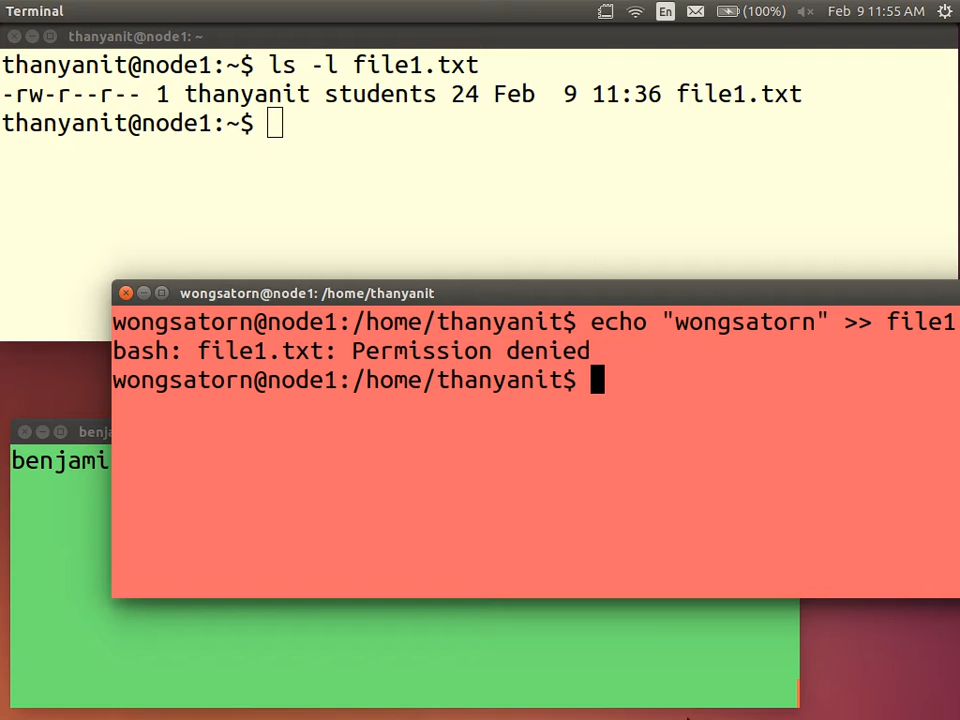 Terminal
En
(100%)
Feb 9 11:55 AM
thanyanit@node1: ~
thanyanit@node1:~$ ls -l file1.txt
-rw-r--r-- 1 thanyanit students 24 Feb  9 11:36 file1.txt
thanyanit@node1:~$
wongsatorn@node1: /home/thanyanit
wongsatorn@node1:/home/thanyanit$ echo "wongsatorn" >> file1
bash: file1.txt: Permission denied
wongsatorn@node1:/home/thanyanit$
benja
benjami